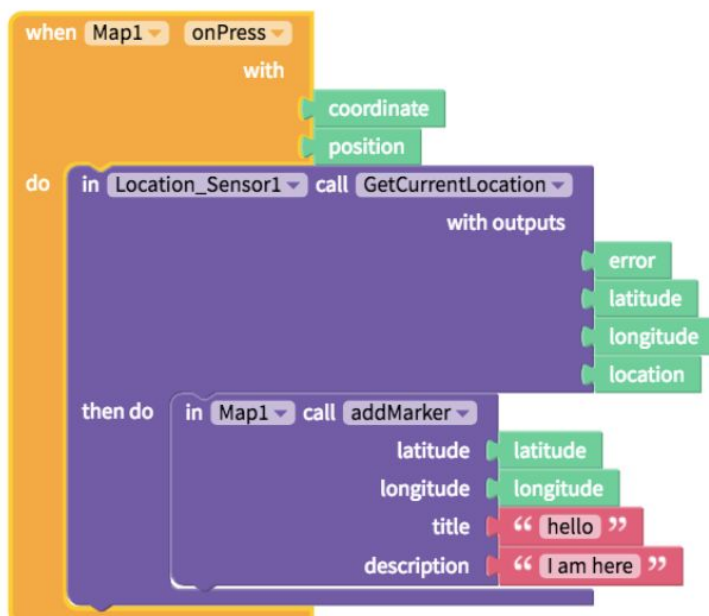 when Map1 onPress
with
coordinate
position
do in Location_Sensor1 call GetCurrentLocation
with outputs
error
latitude
longitude
location
then do in Map1 call addMarker
latitude latitude
longitude longitude
title “ hello ”
description “ I am here ”